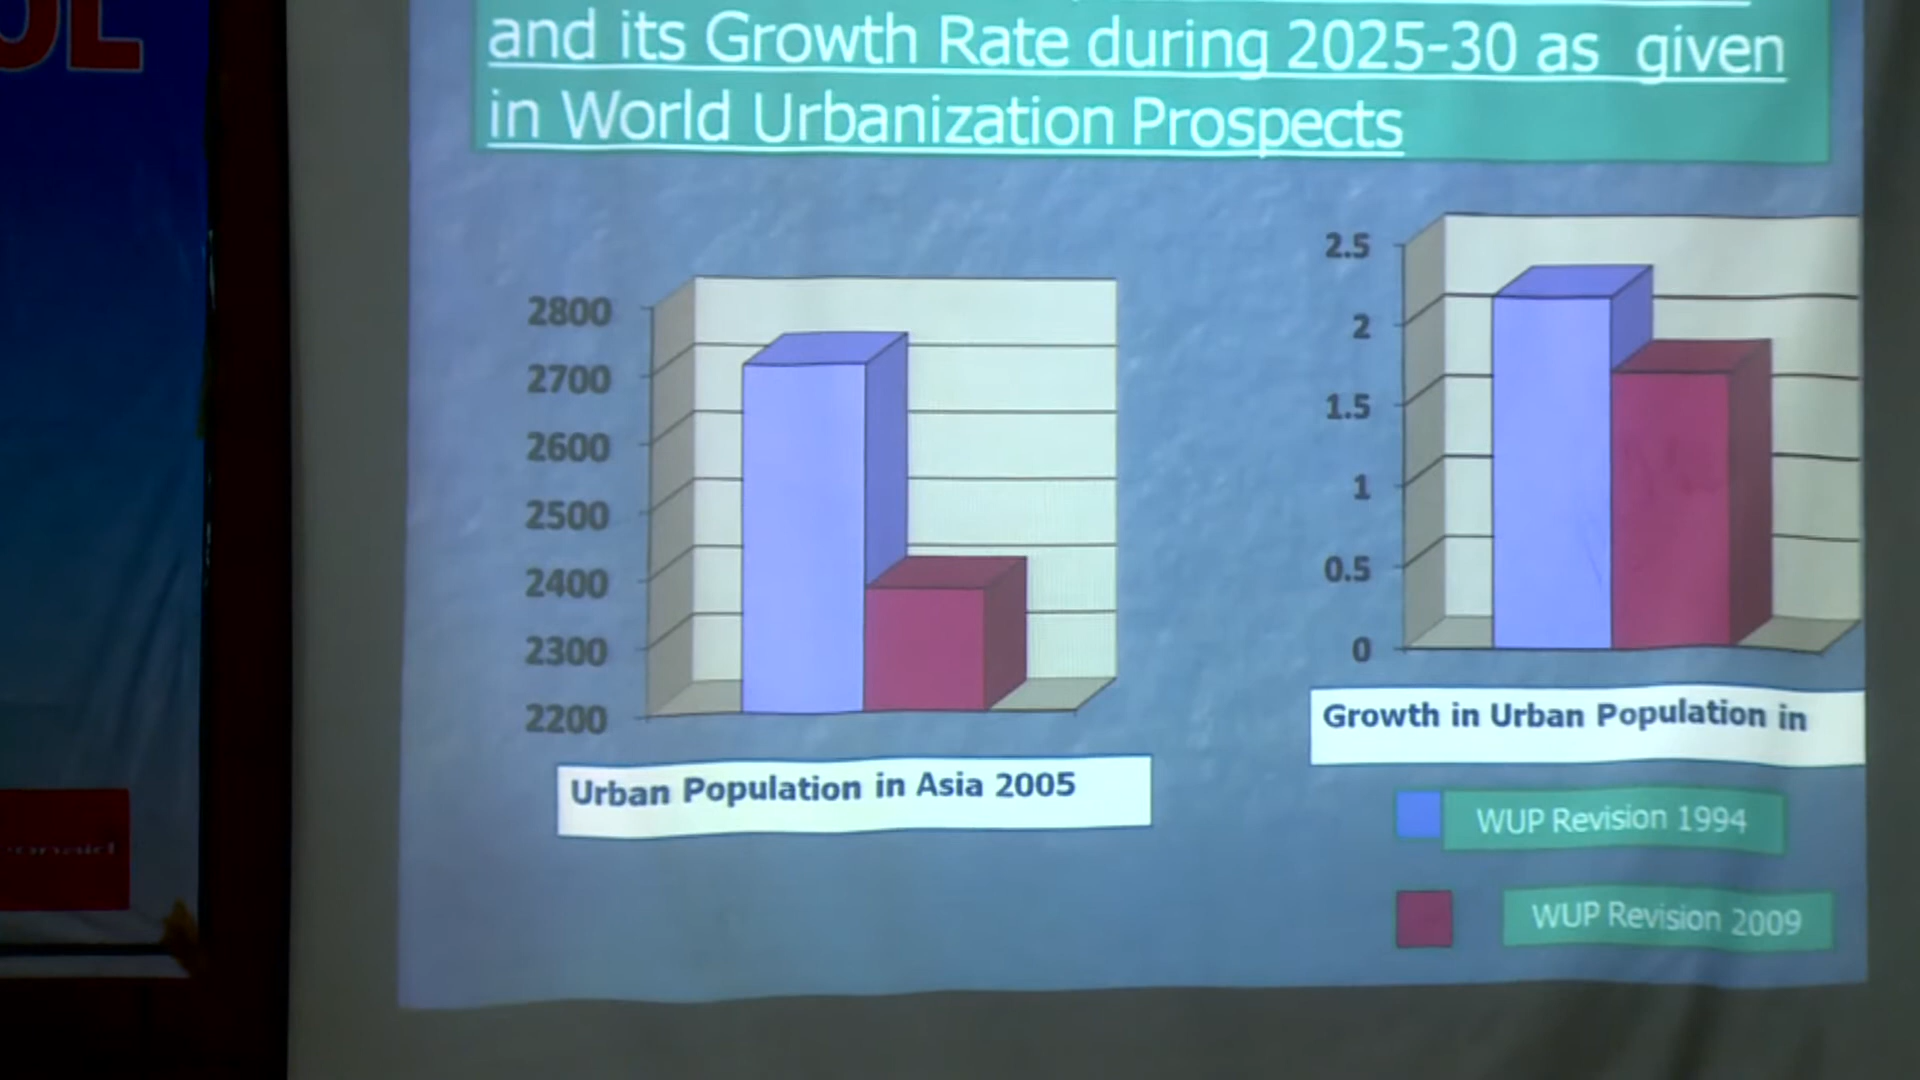 and its Growth Rate during 2025-30 as given
in World Urbanization Prospects
2800
2700
2600
2500
2400
2300
2200
Urban Population in Asia 2005
2.5
2
1.5
1
0.5
0
Growth in Urban Population in
WUP Revision 1994
WUP Revision 2009